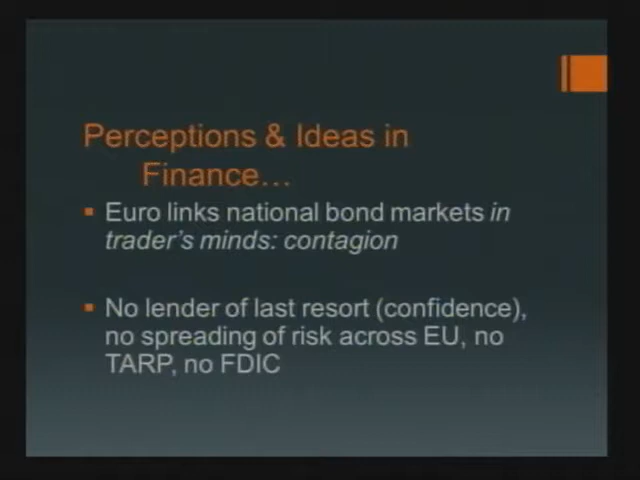 Perceptions & Ideas in
Finance…
Euro links national bond markets in
trader's minds: contagion
No lender of last resort (confidence),
no spreading of risk across EU, no
TARP, no FDIC